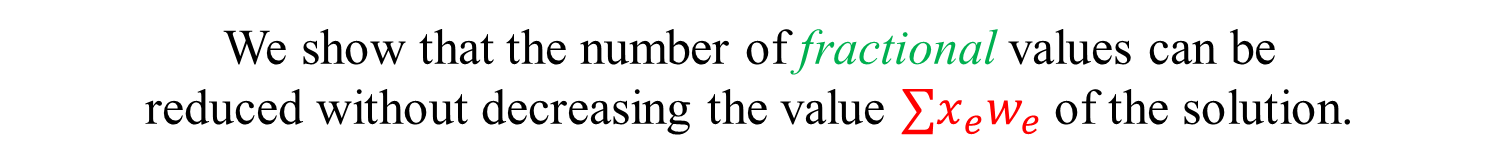 We show that the number of fractional values can be
reduced without decreasing the value ∑xₑwₑ of the solution.